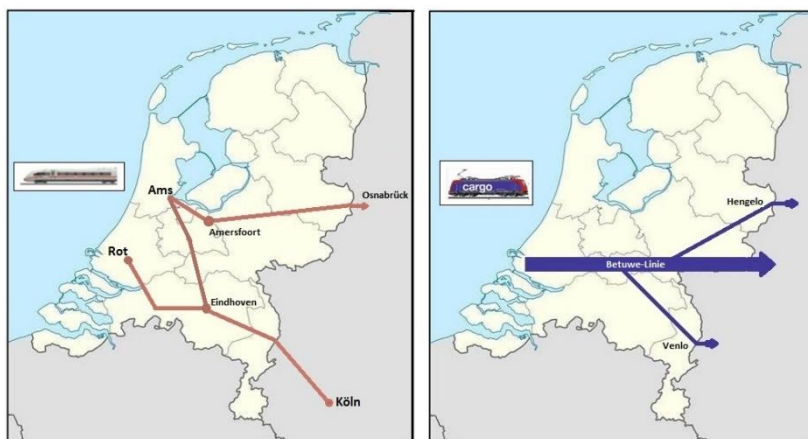 Ams
Osnabrück
Amersfoort
Rot
Eindhoven
Köln
cargo
Hengelo
Betuwe-Linie
Venlo